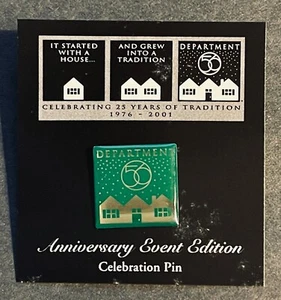 IT STARTED
WITH A
HOUSE...
AND GREW
INTO A
TRADITION
DEPARTMENT
56
CELEBRATING 25 YEARS OF TRADITION
1976 - 2001
DEPARTMENT
56
Anniversary Event Edition
Celebration Pin